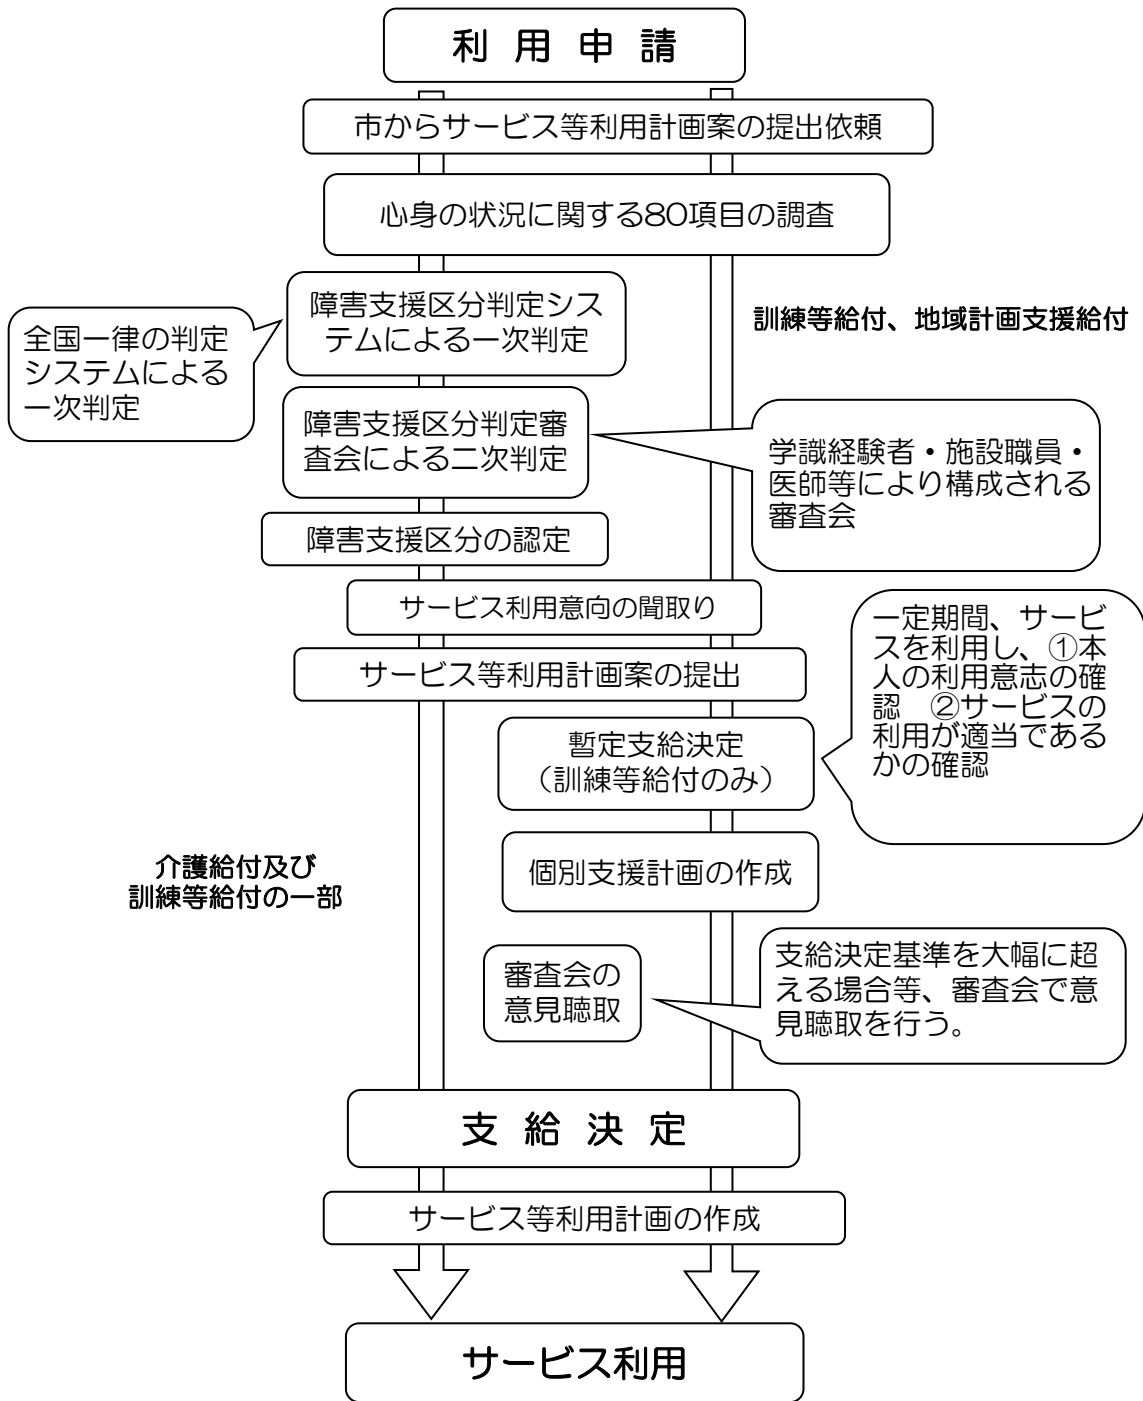 利用申請
市からサービス等利用計画案の提出依頼
心身の状況に関する80項目の調査
障害支援区分判定シス
テムによる一次判定
全国一律の判定
システムによる
一次判定
訓練等給付、地域計画支援給付
障害支援区分判定審
査会による二次判定
学識経験者・施設職員・
医師等により構成される
審査会
障害支援区分の認定
サービス利用意向の聞取り
サービス等利用計画案の提出
一定期間、サービ
スを利用し、①本
人の利用意志の確
認　②サービスの
利用が適当である
かの確認
暫定支給決定
（訓練等給付のみ）
個別支援計画の作成
介護給付及び
訓練等給付の一部
審査会の
意見聴取
支給決定基準を大幅に超
える場合等、審査会で意
見聴取を行う。
支給決定
サービス等利用計画の作成
サービス利用